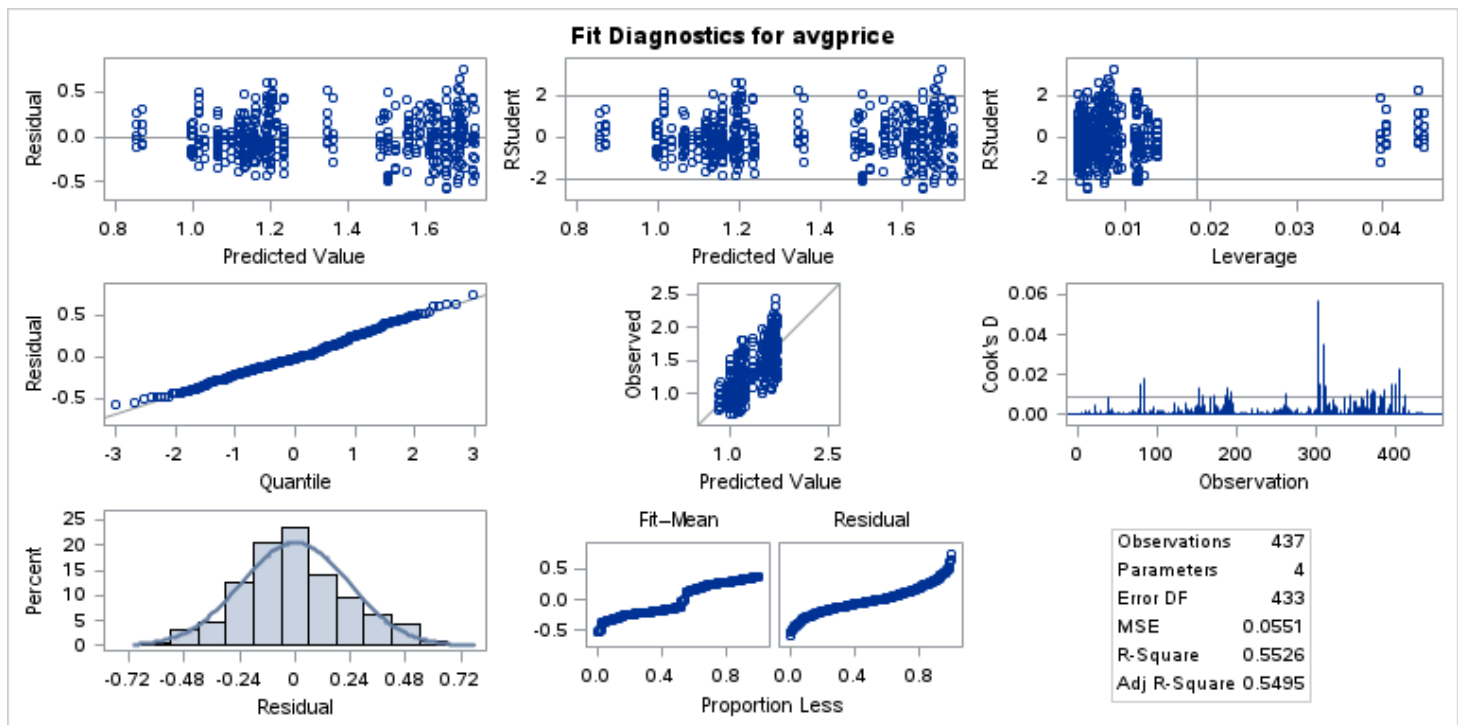 Fit Diagnostics for avgprice
Residual
0.5
0.0
-0.5
0.8 1.0 1.2 1.4 1.6
Predicted Value
RStudent
2
0
-2
0.8 1.0 1.2 1.4 1.6
Predicted Value
RStudent
2
0
-2
0.01 0.02 0.03 0.04
Leverage
Residual
0.5
0.0
-0.5
-3 -2 -1 0 1 2 3
Quantile
Observed
2.5
2.0
1.5
1.0
1.0 2.5
Predicted Value
Cook's D
0.06
0.04
0.02
0.00
0 100 200 300 400
Observation
Percent
25
20
15
10
5
0
-0.72 -0.48 -0.24 0 0.24 0.48 0.72
Residual
Fit–Mean Residual
0.5
0.0
-0.5
0.0 0.4 0.8 0.0 0.4 0.8
Proportion Less
Observations 437
Parameters 4
Error DF 433
MSE 0.0551
R-Square 0.5526
Adj R-Square 0.5495